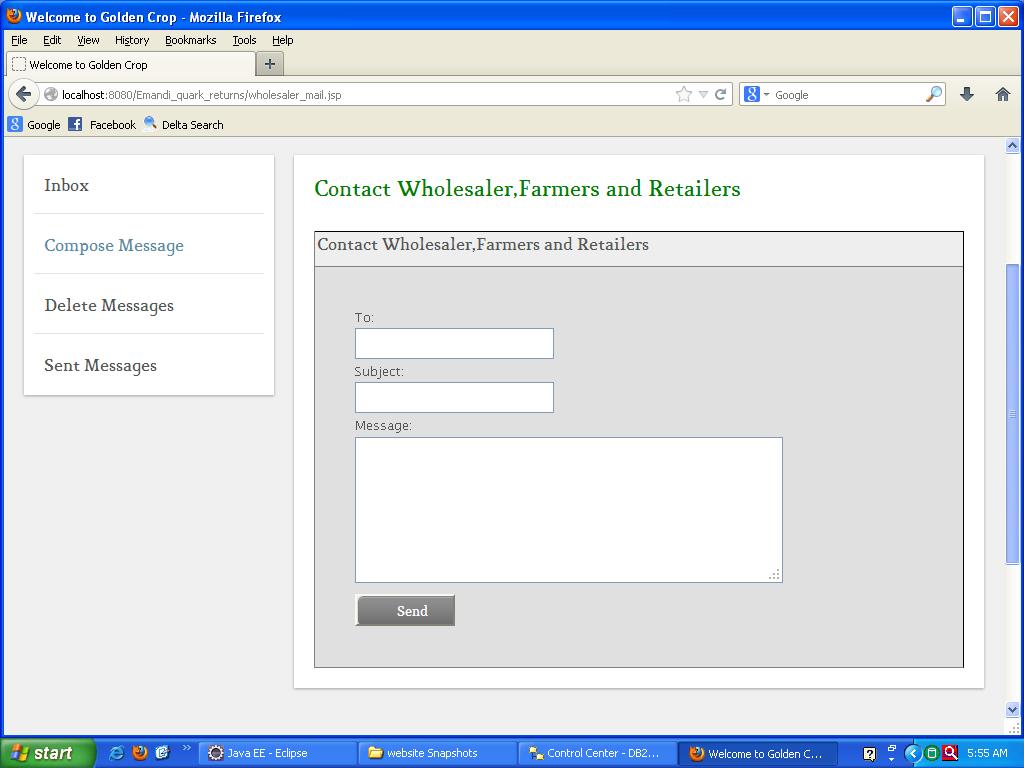 Welcome to Golden Crop - Mozilla Firefox
File Edit View History Bookmarks Tools Help
Welcome to Golden Crop
localhost:8080/Emandi_quark_returns/wholesaler_mail.jsp
Google
Google Facebook Delta Search
Inbox
Compose Message
Delete Messages
Sent Messages
Contact Wholesaler,Farmers and Retailers
Contact Wholesaler,Farmers and Retailers
To:
Subject:
Message:
Send
start
Java EE - Eclipse
website Snapshots
Control Center - DB2...
Welcome to Golden C...
5:55 AM